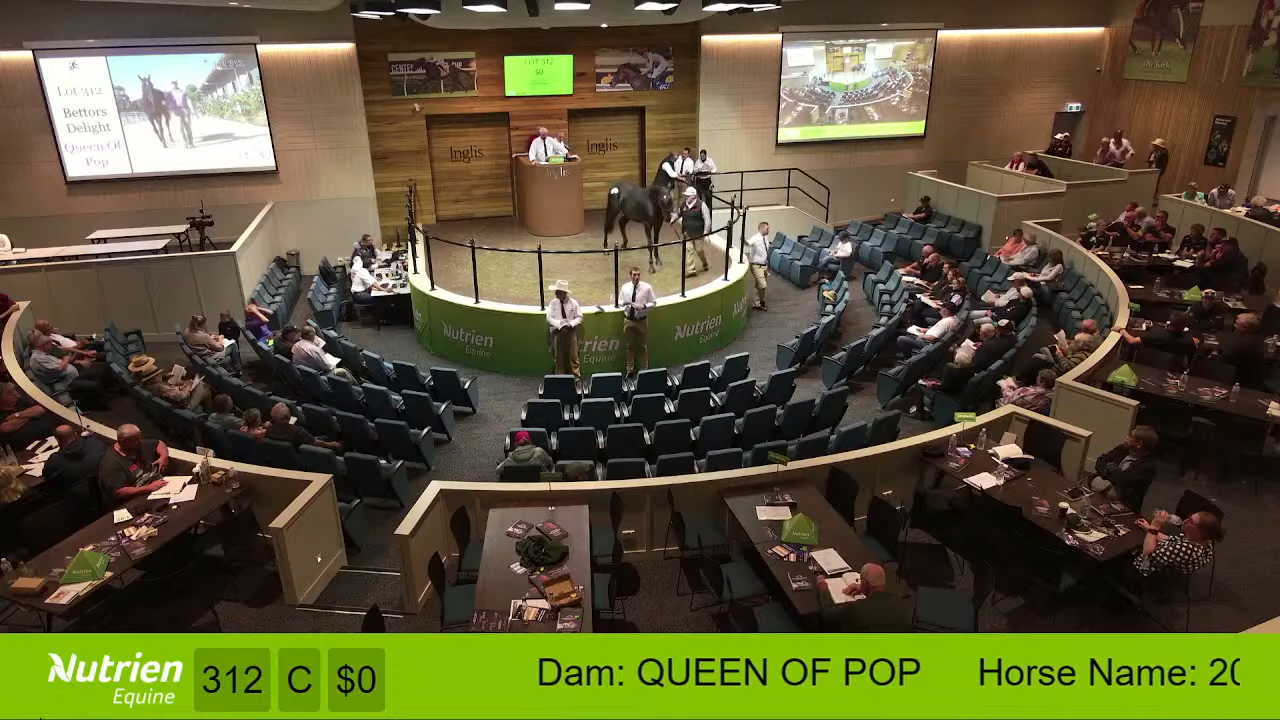 Lot 312
Bettors
Delight
Queen Of
Pop
LOT 312
$0
Inglis
Inglis
Inglis
Nutrien
Equine
Nutrien
Equine
Nutrien
Equine
Nutrien
Nutrien
Equine
312
C
$0
Dam: QUEEN OF POP
Horse Name: 20